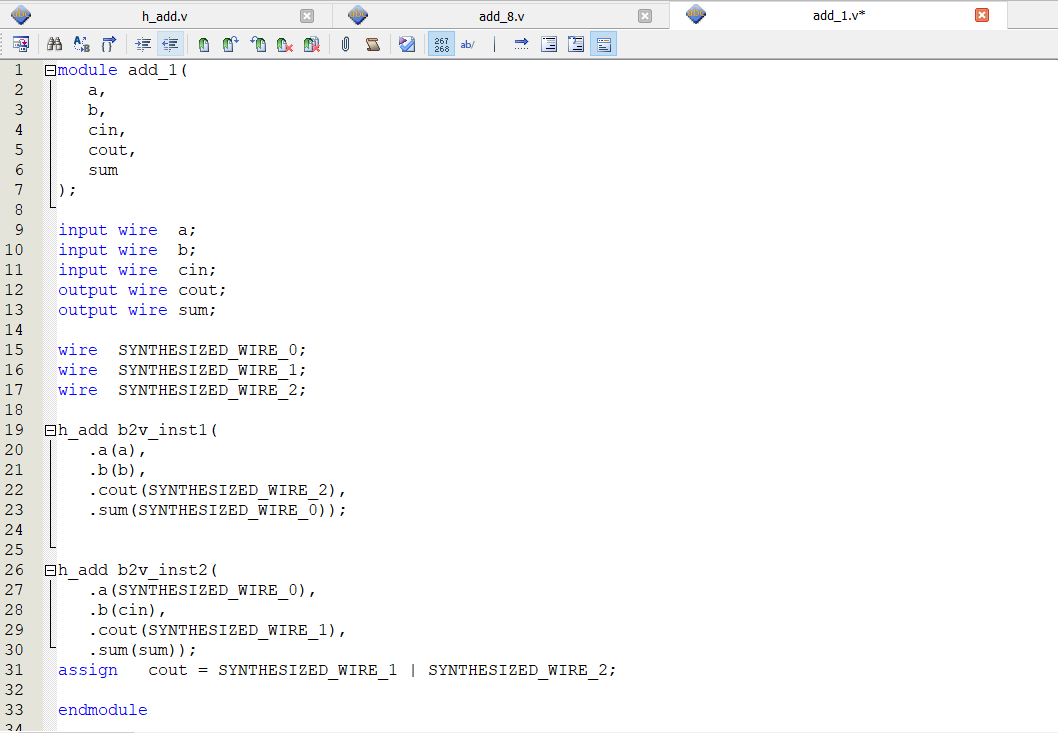 h_add.v add_8.v add_1.v*
267
268 ab/
1 module add_1(
2 a,
3 b,
4 cin,
5 cout,
6 sum
7 );
8
9 input wire  a;
10 input wire  b;
11 input wire  cin;
12 output wire cout;
13 output wire sum;
14
15 wire  SYNTHESIZED_WIRE_0;
16 wire  SYNTHESIZED_WIRE_1;
17 wire  SYNTHESIZED_WIRE_2;
18
19 h_add b2v_inst1(
20 .a(a),
21 .b(b),
22 .cout(SYNTHESIZED_WIRE_2),
23 .sum(SYNTHESIZED_WIRE_0));
24
25
26 h_add b2v_inst2(
27 .a(SYNTHESIZED_WIRE_0),
28 .b(cin),
29 .cout(SYNTHESIZED_WIRE_1),
30 .sum(sum));
31 assign   cout = SYNTHESIZED_WIRE_1 | SYNTHESIZED_WIRE_2;
32
33 endmodule
34